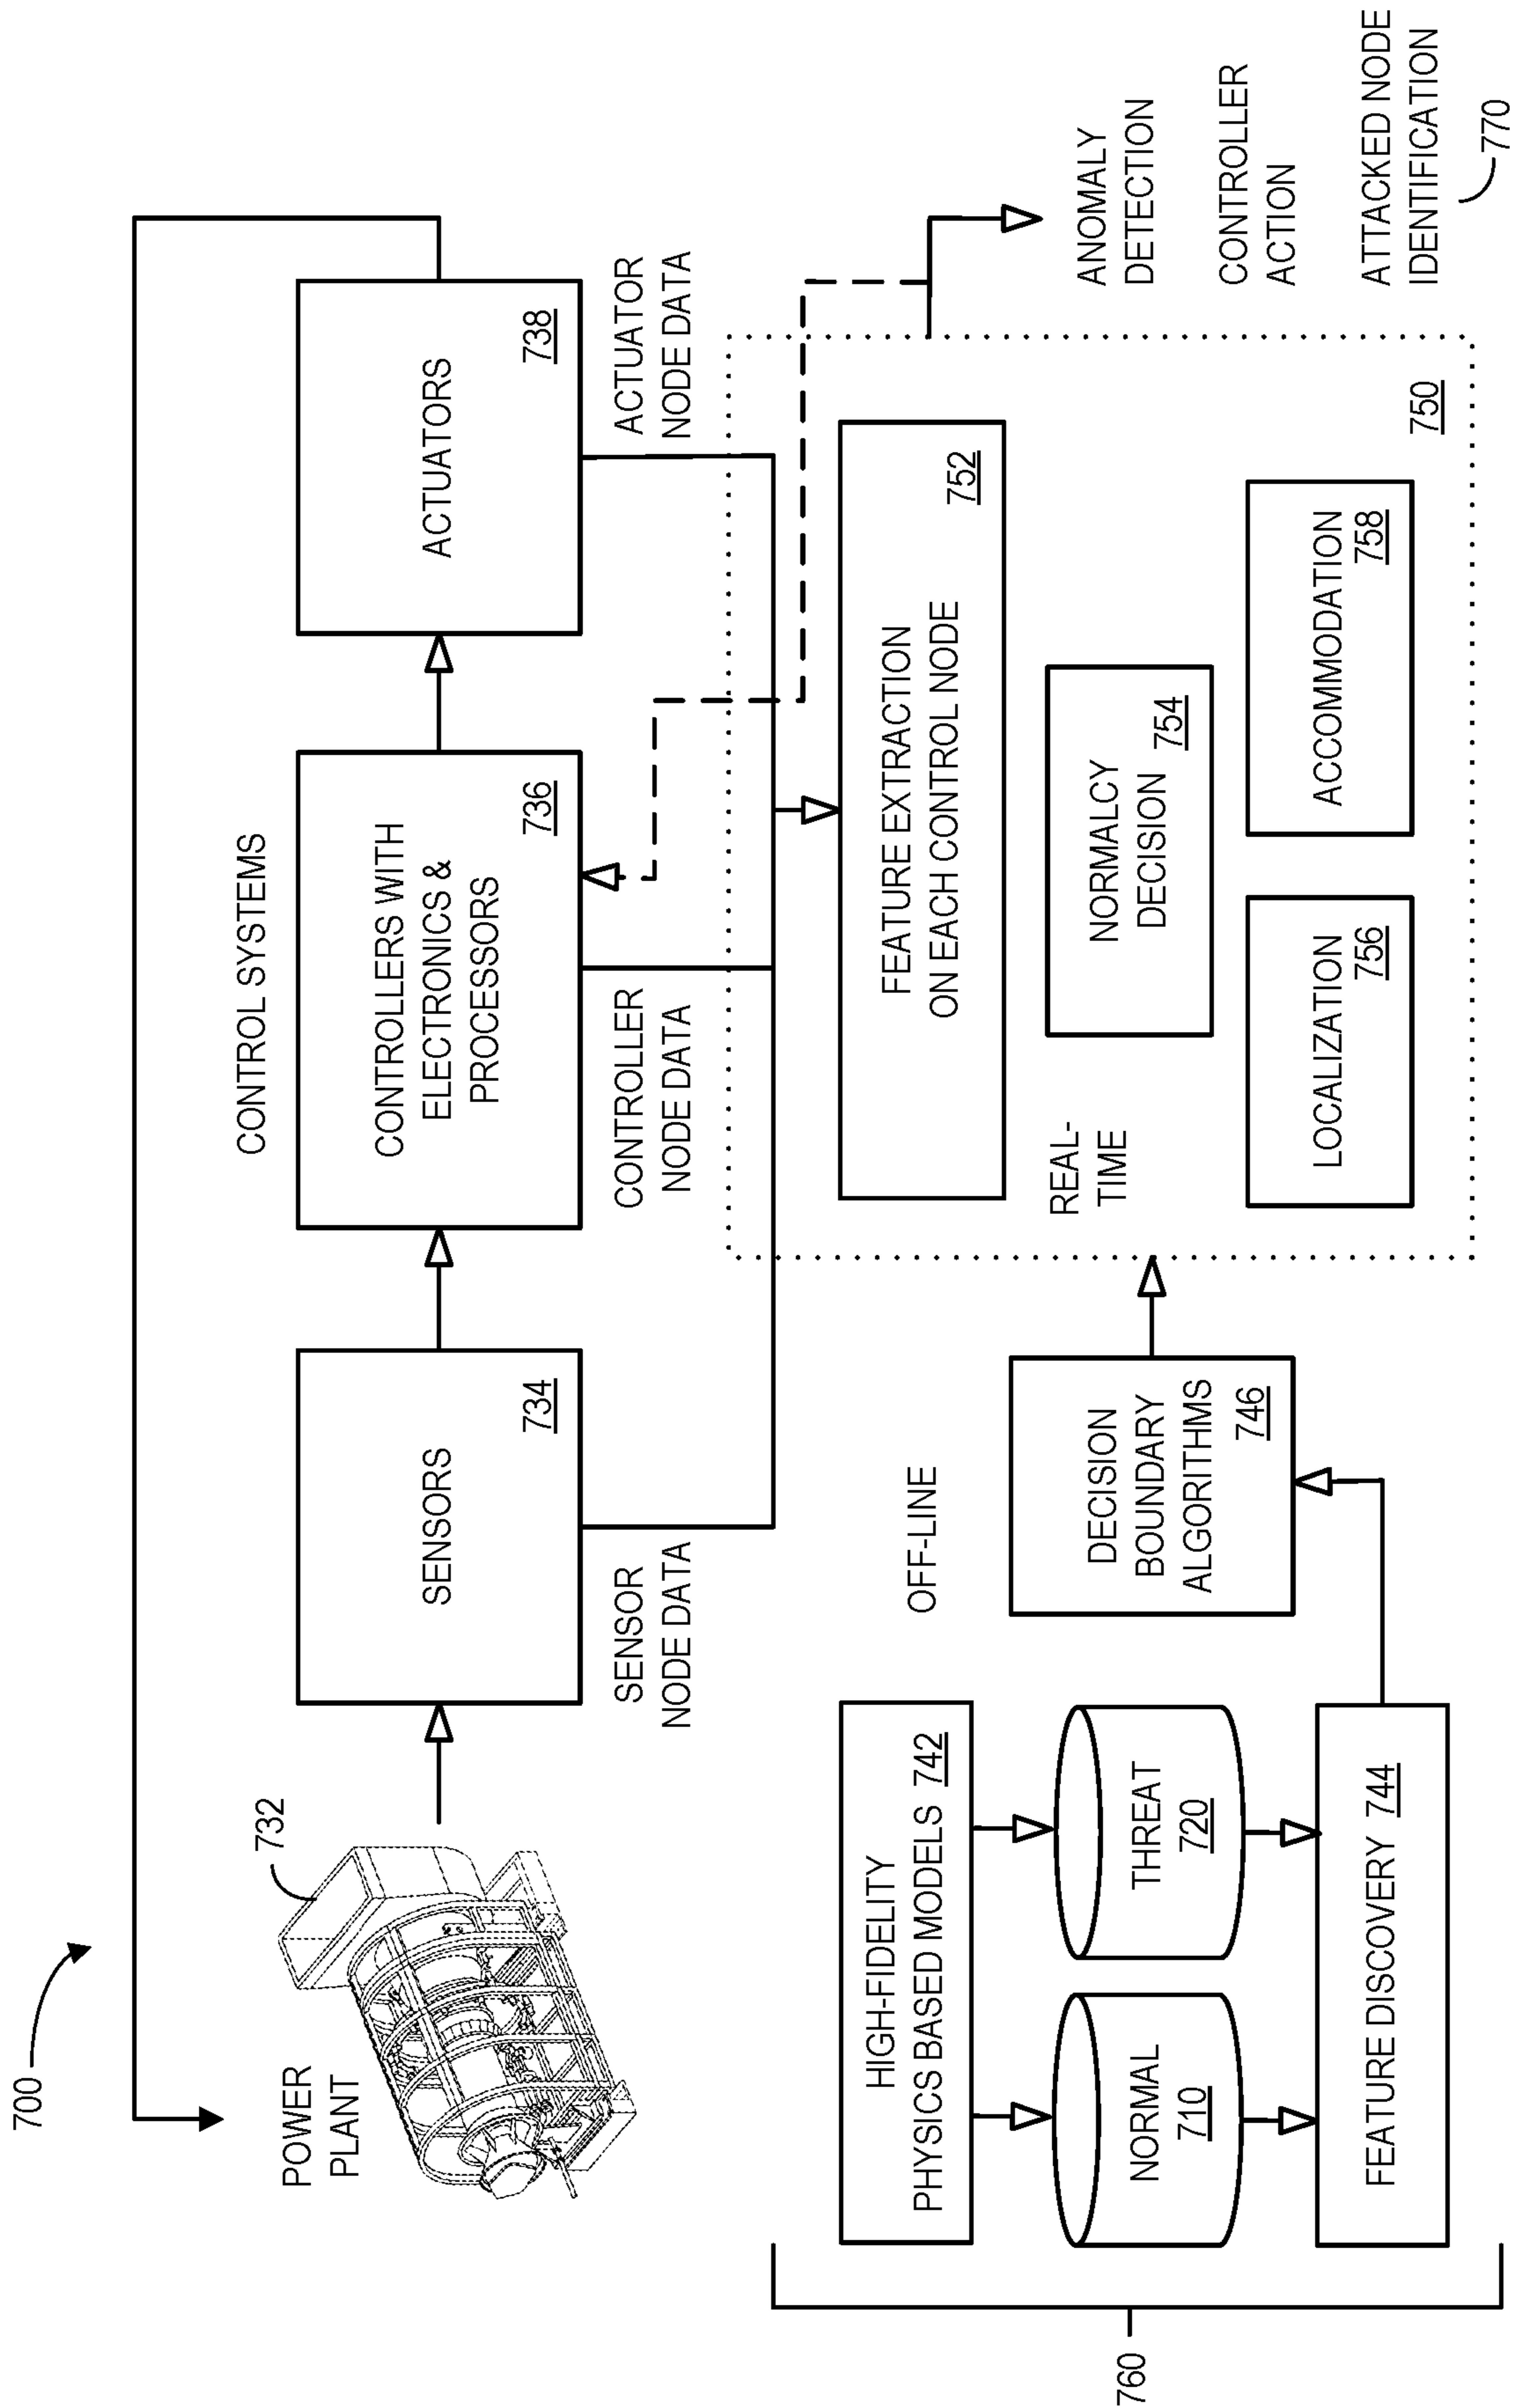 700
CONTROL SYSTEMS
POWER
PLANT
732
SENSORS
734
CONTROLLERS WITH
ELECTRONICS &
PROCESSORS
736
ACTUATORS
738
SENSOR
NODE DATA
CONTROLLER
NODE DATA
ACTUATOR
NODE DATA
760
HIGH-FIDELITY
PHYSICS BASED MODELS 742
NORMAL
710
THREAT
720
FEATURE DISCOVERY 744
OFF-LINE
DECISION
BOUNDARY
ALGORITHMS
746
FEATURE EXTRACTION
ON EACH CONTROL NODE
752
REAL-
TIME
NORMALCY
DECISION
754
LOCALIZATION
756
ACCOMMODATION
758
750
ANOMALY
DETECTION
CONTROLLER
ACTION
ATTACKED NODE
IDENTIFICATION
770